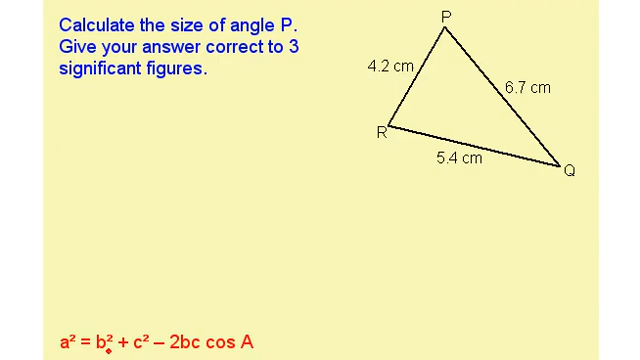 Calculate the size of angle P.
Give your answer correct to 3
significant figures.
P
4.2 cm
6.7 cm
R
5.4 cm
Q
a² = b² + c² – 2bc cos A